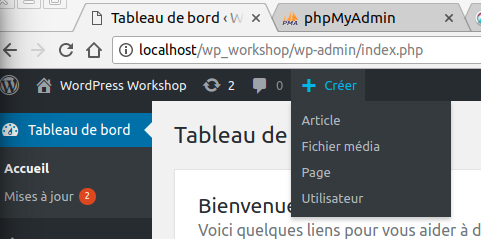 Tableau de bord ‹ W
phpMyAdmin
localhost/wp_workshop/wp-admin/index.php
WordPress Workshop 2 0 Créer
Tableau de bord
Tableau de
Article
Fichier média
Page
Utilisateur
Accueil
Mises à jour 2
Bienvenue
Voici quelques liens pour vous aider à d